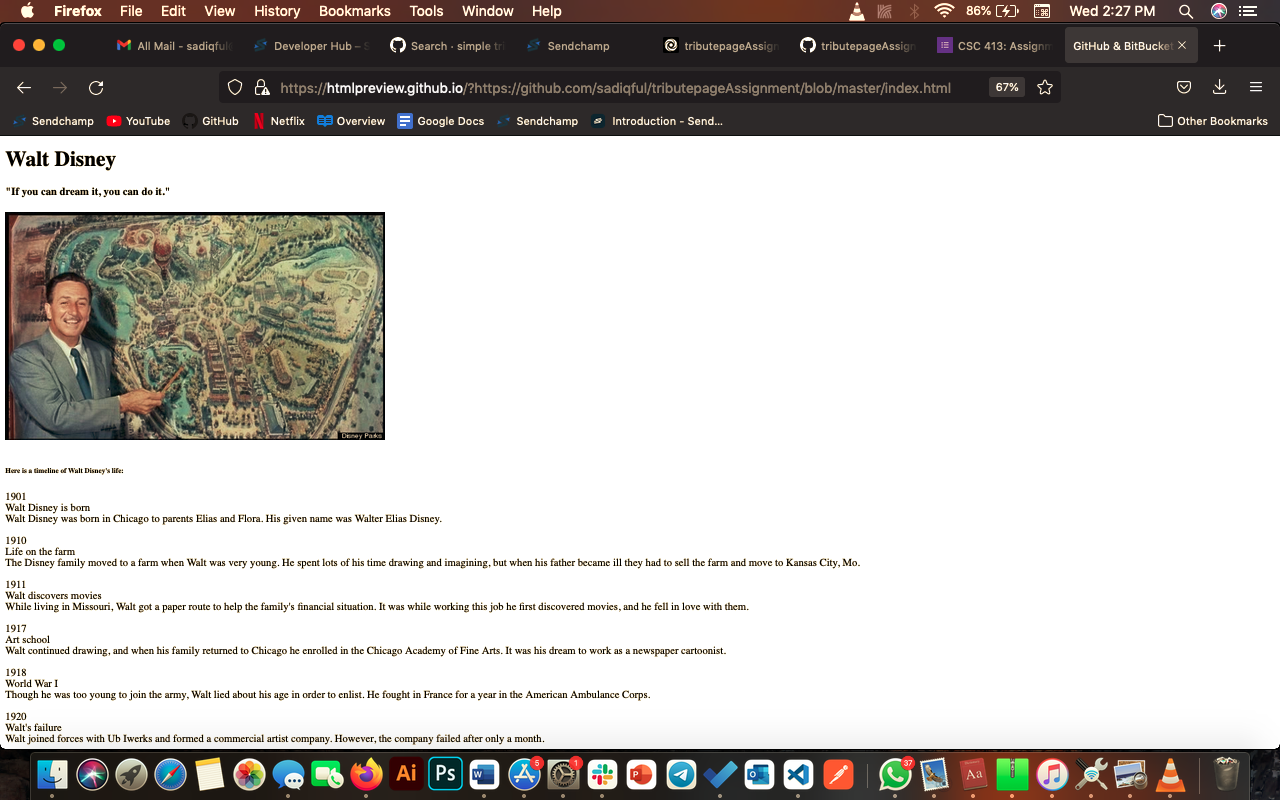 Firefox File Edit View History Bookmarks Tools Window Help 86% Wed 2:27 PM
All Mail - sadiqful Developer Hub – S Search · simple tri Sendchamp tributepageAssign tributepageAssign CSC 413: Assignm GitHub & BitBucket
https://htmlpreview.github.io/?https://github.com/sadiqful/tributepageAssignment/blob/master/index.html 67%
Sendchamp YouTube GitHub Netflix Overview Google Docs Sendchamp Introduction - Send... Other Bookmarks
Walt Disney
"If you can dream it, you can do it."
Disney Parks
Here is a timeline of Walt Disney's life:
1901
Walt Disney is born
Walt Disney was born in Chicago to parents Elias and Flora. His given name was Walter Elias Disney.
1910
Life on the farm
The Disney family moved to a farm when Walt was very young. He spent lots of his time drawing and imagining, but when his father became ill they had to sell the farm and move to Kansas City, Mo.
1911
Walt discovers movies
While living in Missouri, Walt got a paper route to help the family's financial situation. It was while working this job he first discovered movies, and he fell in love with them.
1917
Art school
Walt continued drawing, and when his family returned to Chicago he enrolled in the Chicago Academy of Fine Arts. It was his dream to work as a newspaper cartoonist.
1918
World War I
Though he was too young to join the army, Walt lied about his age in order to enlist. He fought in France for a year in the American Ambulance Corps.
1920
Walt's failure
Walt joined forces with Ub Iwerks and formed a commercial artist company. However, the company failed after only a month.
Ai Ps W 5 1 P 37 Aa